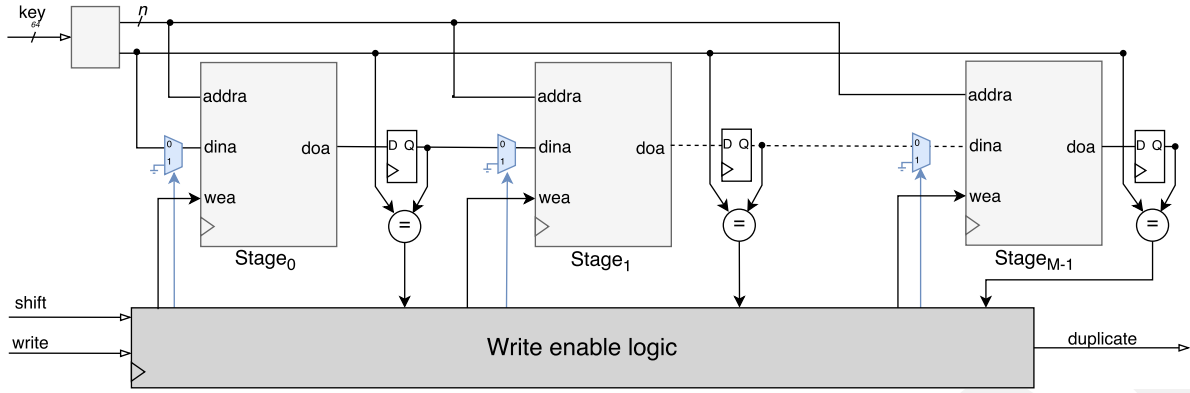 key
64
n
addra
dina
doa
wea
0
1
Stage0
D Q
=
addra
dina
doa
wea
0
1
Stage1
D Q
=
addra
dina
doa
wea
0
1
StageM-1
D Q
=
shift
write
Write enable logic
duplicate